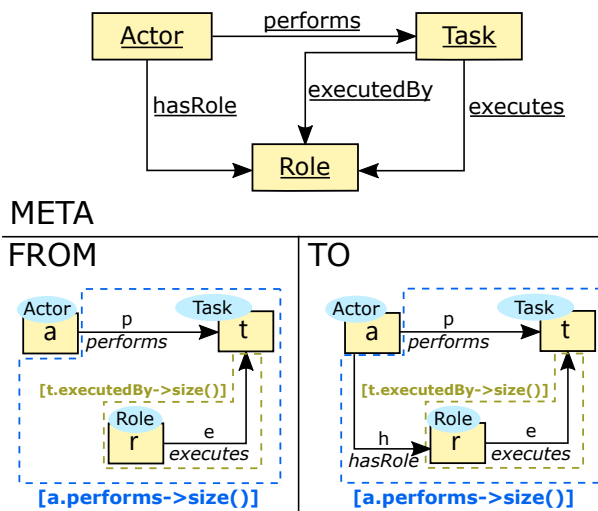 Actor
performs
Task
hasRole
executedBy
executes
Role
META
FROM
Actor
a
p
performs
Task
t
[t.executedBy->size()]
Role
r
e
executes
[a.performs->size()]
TO
Actor
a
p
performs
Task
t
[t.executedBy->size()]
h
hasRole
Role
r
e
executes
[a.performs->size()]